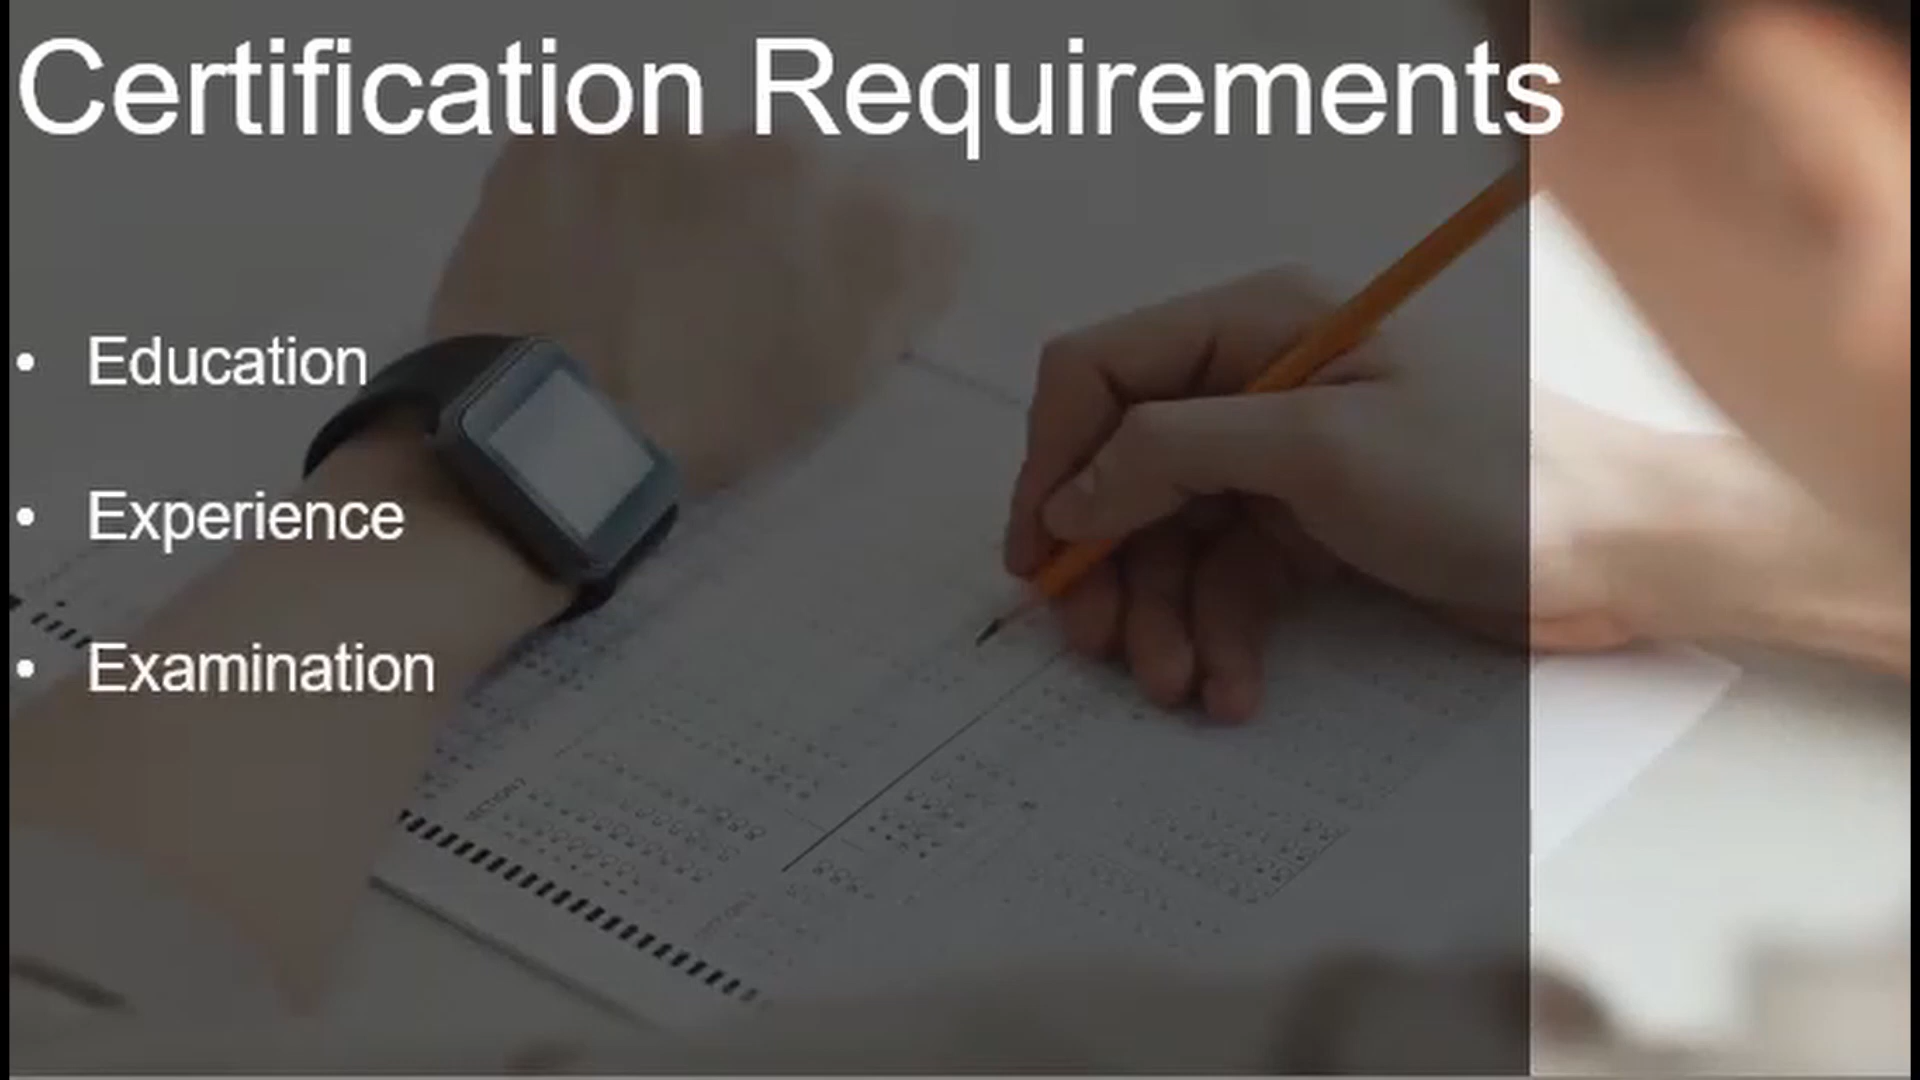 Certification Requirements
• Education
• Experience
• Examination